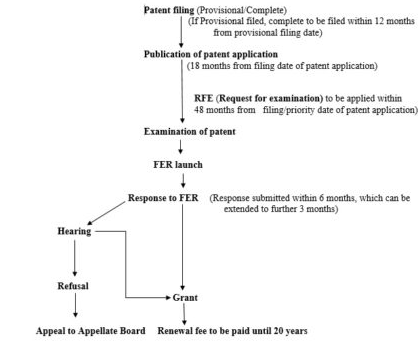 Patent filing (Provisional/Complete)
(If Provisional filed, complete to be filed within 12 months
from provisional filing date)
Publication of patent application
(18 months from filing date of patent application)
RFE (Request for examination) to be applied within
48 months from filing/priority date of patent application)
Examination of patent
FER launch
Response to FER (Response submitted within 6 months, which can be
extended to further 3 months)
Hearing
Refusal
Grant
Appeal to Appellate Board Renewal fee to be paid until 20 years